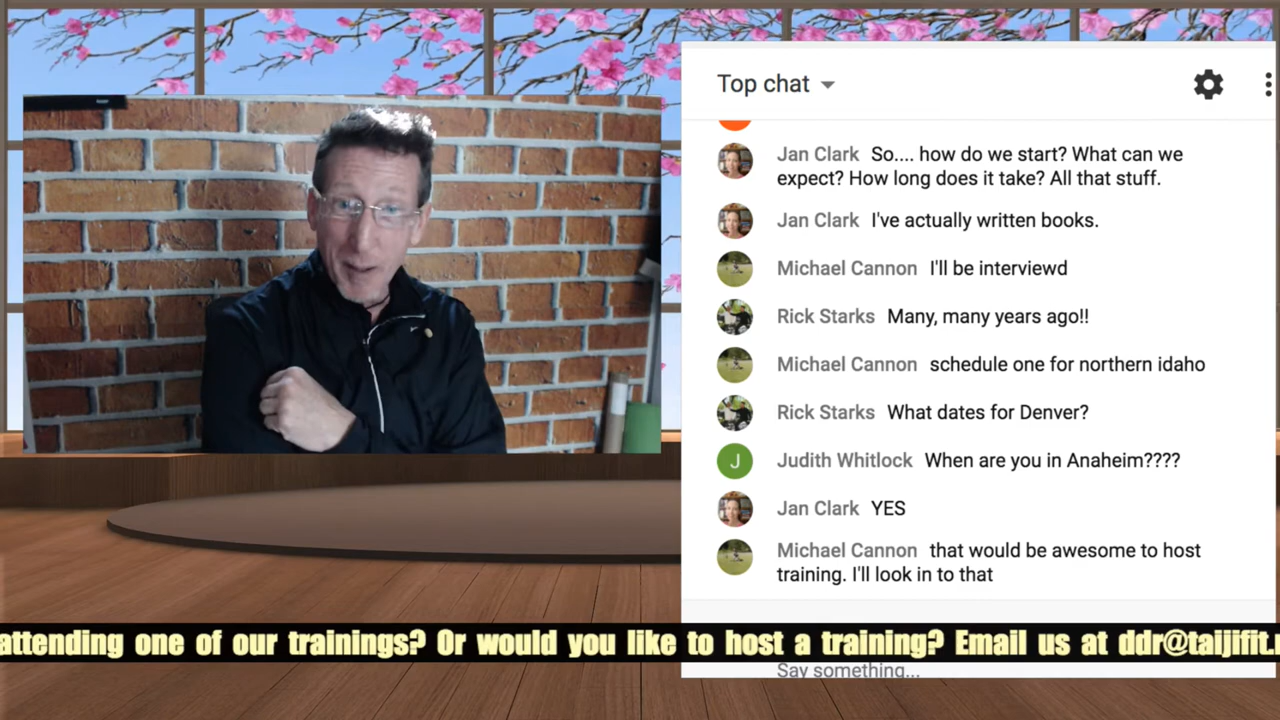 Top chat
Jan Clark So.... how do we start? What can we
expect? How long does it take? All that stuff.
Jan Clark I've actually written books.
Michael Cannon I'll be interviewd
Rick Starks Many, many years ago!!
Michael Cannon schedule one for northern idaho
Rick Starks What dates for Denver?
J Judith Whitlock When are you in Anaheim????
Jan Clark YES
Michael Cannon that would be awesome to host
training. I'll look in to that
attending one of our trainings? Or would you like to host a training? Email us at ddr@taijifit.
Say something...